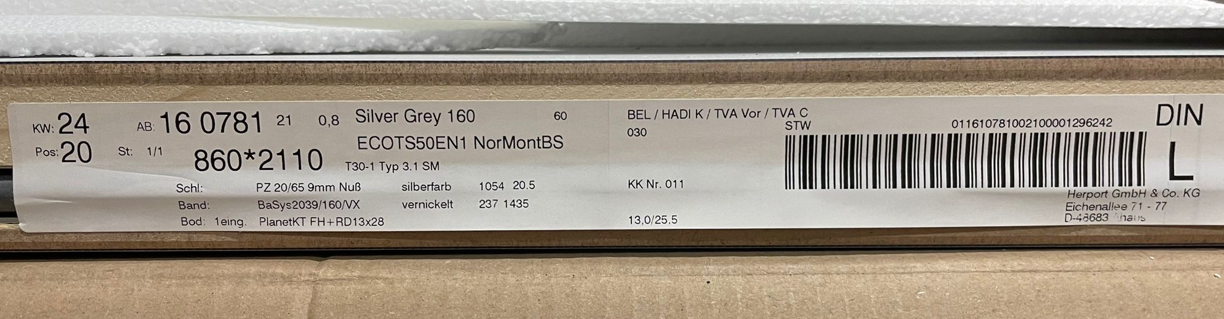 KW: 24 AB: 16 0781 21 0,8 Silver Grey 160 60 BEL / HADI K / TVA Vor / TVA C DIN
STW 011610781002100001296242
030
Pos: 20 St: 1/1 860*2110 ECOTS50EN1 NorMontBS L
T30-1 Typ 3.1 SM
Schl: PZ 20/65 9mm Nuß silberfarb 1054 20.5 KK Nr. 011
Band: BaSys2039/160/VX vernickelt 237 1435
Bod: 1eing. PlanetKT FH+RD13x28 13,0/25.5
Herport GmbH & Co. KG
Eichenallee 71 - 77
D-48683